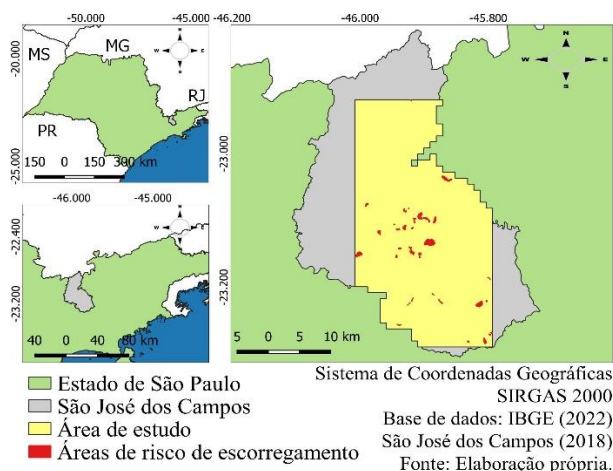 -50.000
-45.000
MS
MG
-20.000
RJ
PR
-25.000
150 0 150 300 km
-46.000
-45.000
-22.400
-23.200
40 0 40 80 km
-46.200
-46.000
-45.800
N
W
E
S
-23.000
-23.200
5 0 5 10 km
Estado de São Paulo
São José dos Campos
Área de estudo
Áreas de risco de escorregamento
Sistema de Coordenadas Geográficas
SIRGAS 2000
Base de dados: IBGE (2022)
São José dos Campos (2018)
Fonte: Elaboração própria.